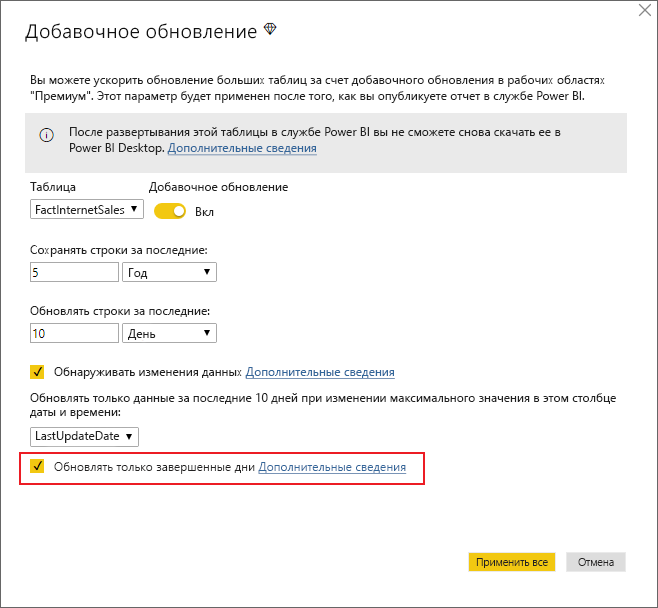 Добавочное обновление
Вы можете ускорить обновление больших таблиц за счет добавочного обновления в рабочих областях
"Премиум". Этот параметр будет применен после того, как вы опубликуете отчет в службе Power BI.
После развертывания этой таблицы в службе Power BI вы не сможете снова скачать ее в
Power BI Desktop. Дополнительные сведения
Таблица Добавочное обновление
FactInternetSales Вкл
Сохранять строки за последние:
5 Год
Обновлять строки за последние:
10 День
Обнаруживать изменения данных Дополнительные сведения
Обновлять только данные за последние 10 дней при изменении максимального значения в этом столбце
даты и времени:
LastUpdateDate
Обновлять только завершенные дни Дополнительные сведения
Применить все Отмена